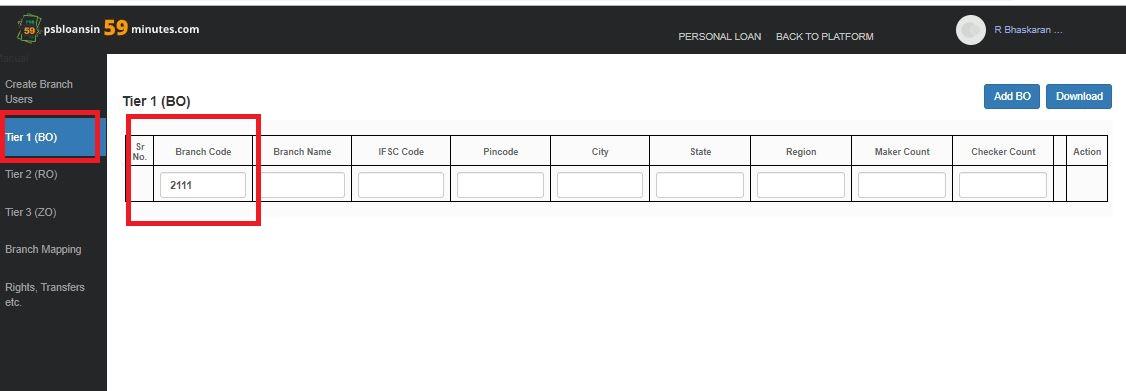 PSB
59
psbloansin 59 minutes.com
PERSONAL LOAN BACK TO PLATFORM
R Bhaskaran ...
Create Branch
Users
Tier 1 (BO)
Tier 2 (RO)
Tier 3 (ZO)
Branch Mapping
Rights, Transfers
etc.
Tier 1 (BO)
Add BO Download
Sr
No.
Branch Code Branch Name IFSC Code Pincode City State Region Maker Count Checker Count Action
2111